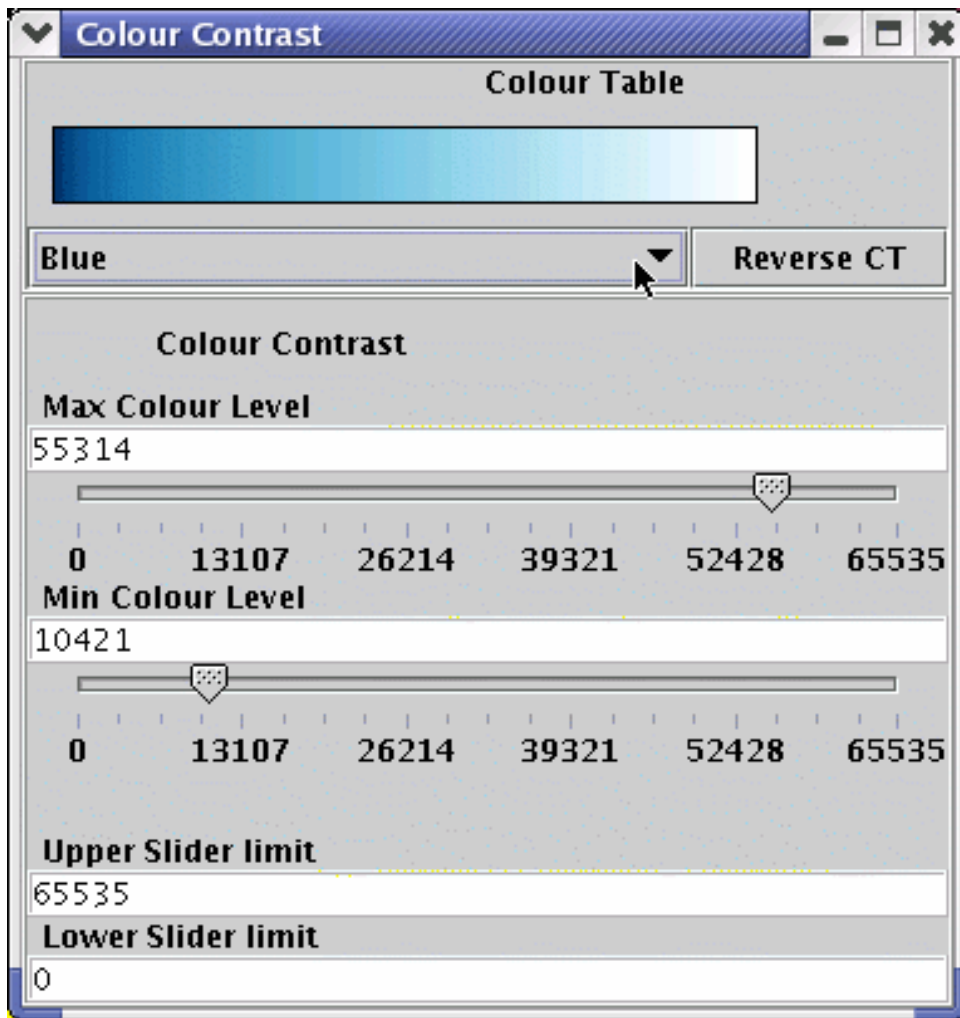 Colour Contrast
Colour Table
Blue
Reverse CT
Colour Contrast
Max Colour Level
55314
0 13107 26214 39321 52428 65535
Min Colour Level
10421
0 13107 26214 39321 52428 65535
Upper Slider limit
65535
Lower Slider limit
0